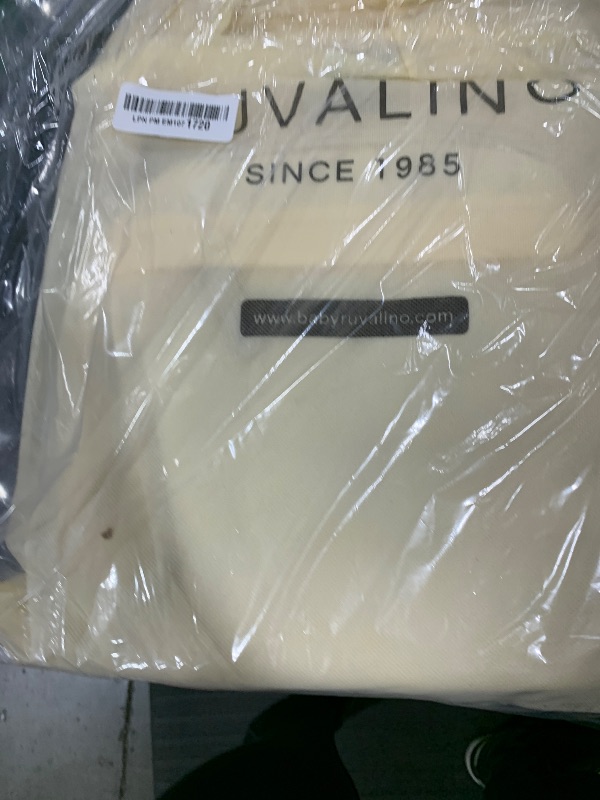 UVALINO
SINCE 1985
www.babyruvalino.com
1720